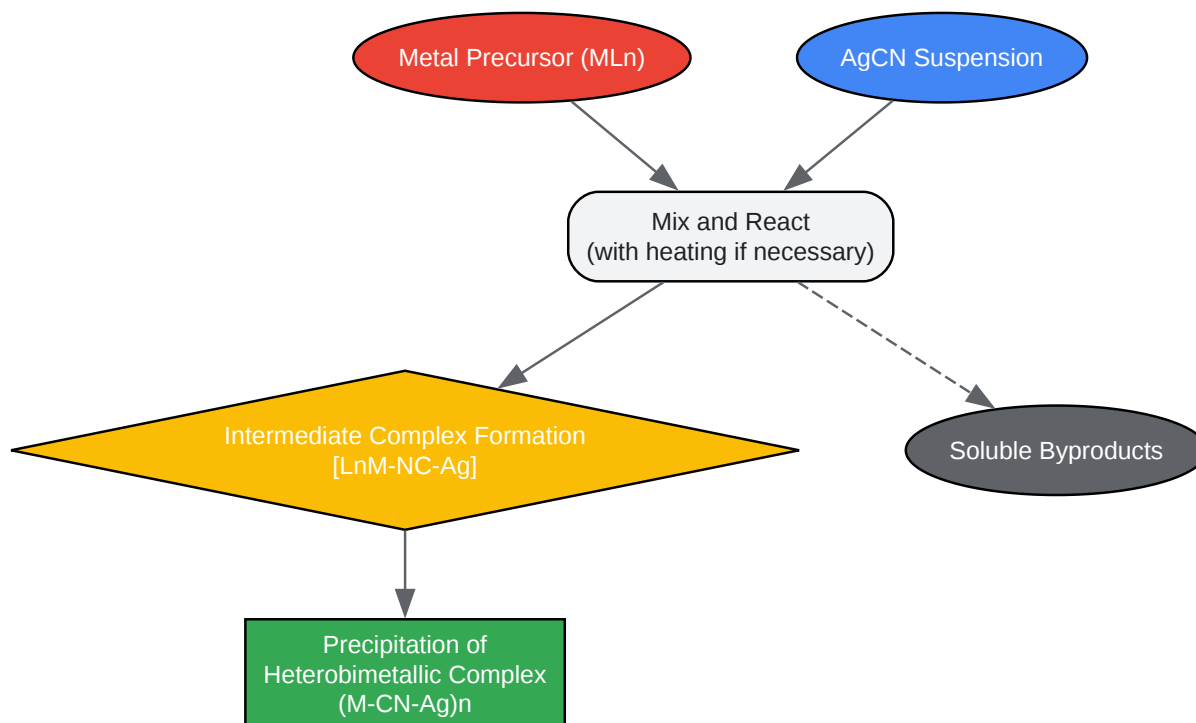 Metal Precursor (MLn)
AgCN Suspension
Mix and React
(with heating if necessary)
Intermediate Complex Formation
[LnM-NC-Ag]
Soluble Byproducts
Precipitation of
Heterobimetallic Complex
(M-CN-Ag)n